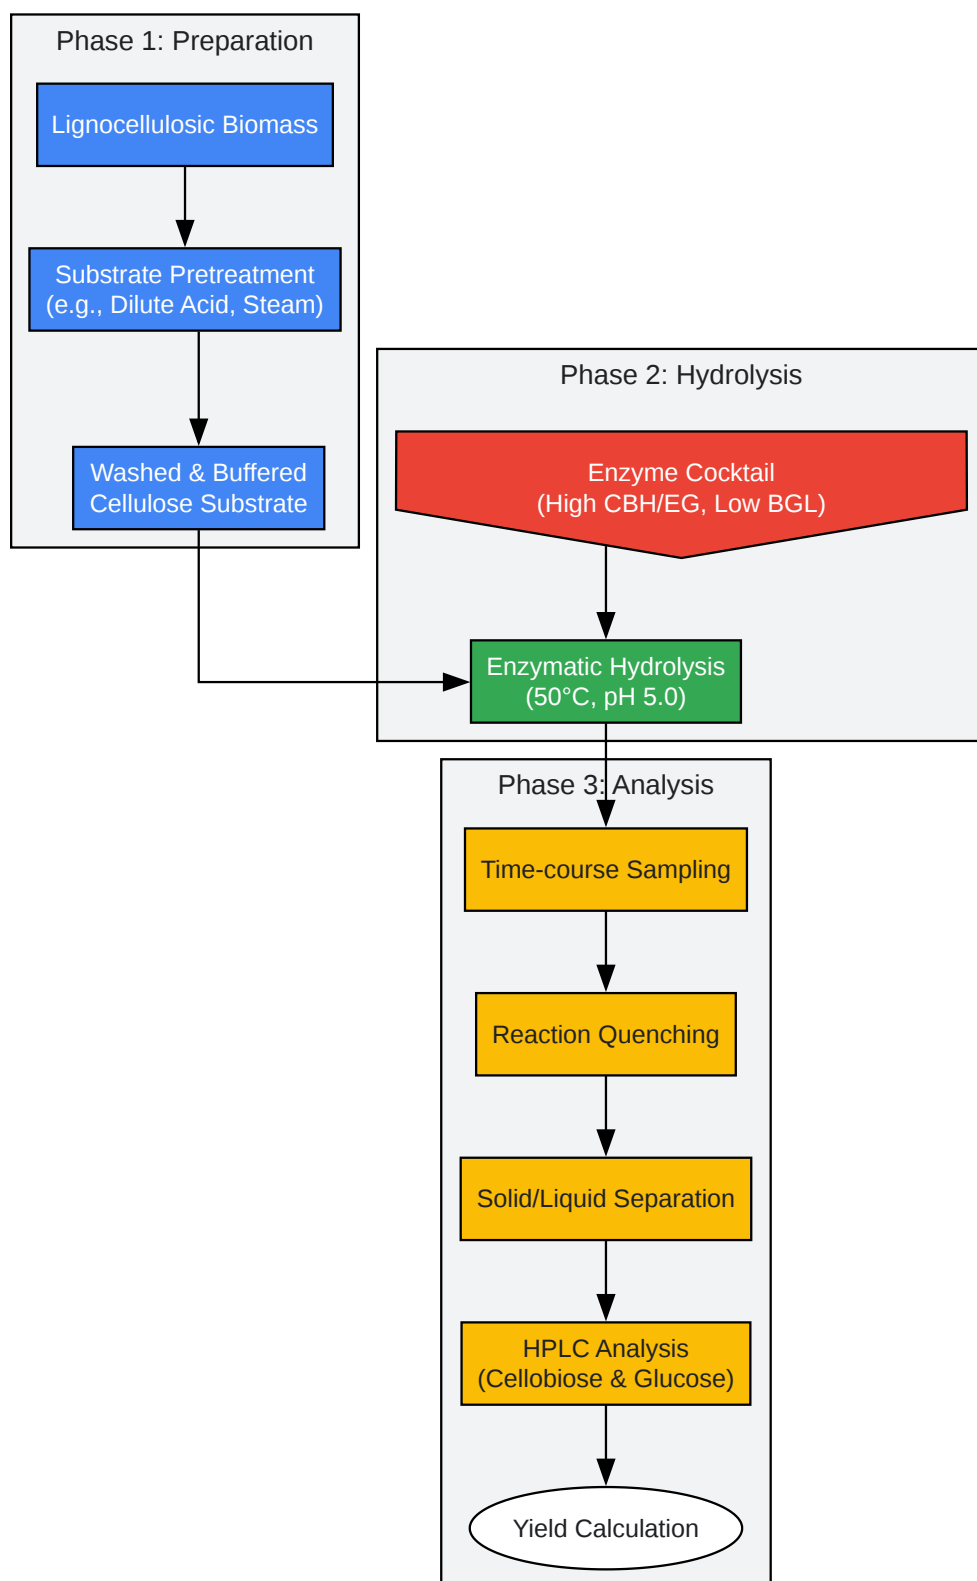 Phase 1: Preparation
Lignocellulosic Biomass
Substrate Pretreatment
(e.g., Dilute Acid, Steam)
Washed & Buffered
Cellulose Substrate
Phase 2: Hydrolysis
Enzyme Cocktail
(High CBH/EG, Low BGL)
Enzymatic Hydrolysis
(50°C, pH 5.0)
Phase 3: Analysis
Time-course Sampling
Reaction Quenching
Solid/Liquid Separation
HPLC Analysis
(Cellobiose & Glucose)
Yield Calculation